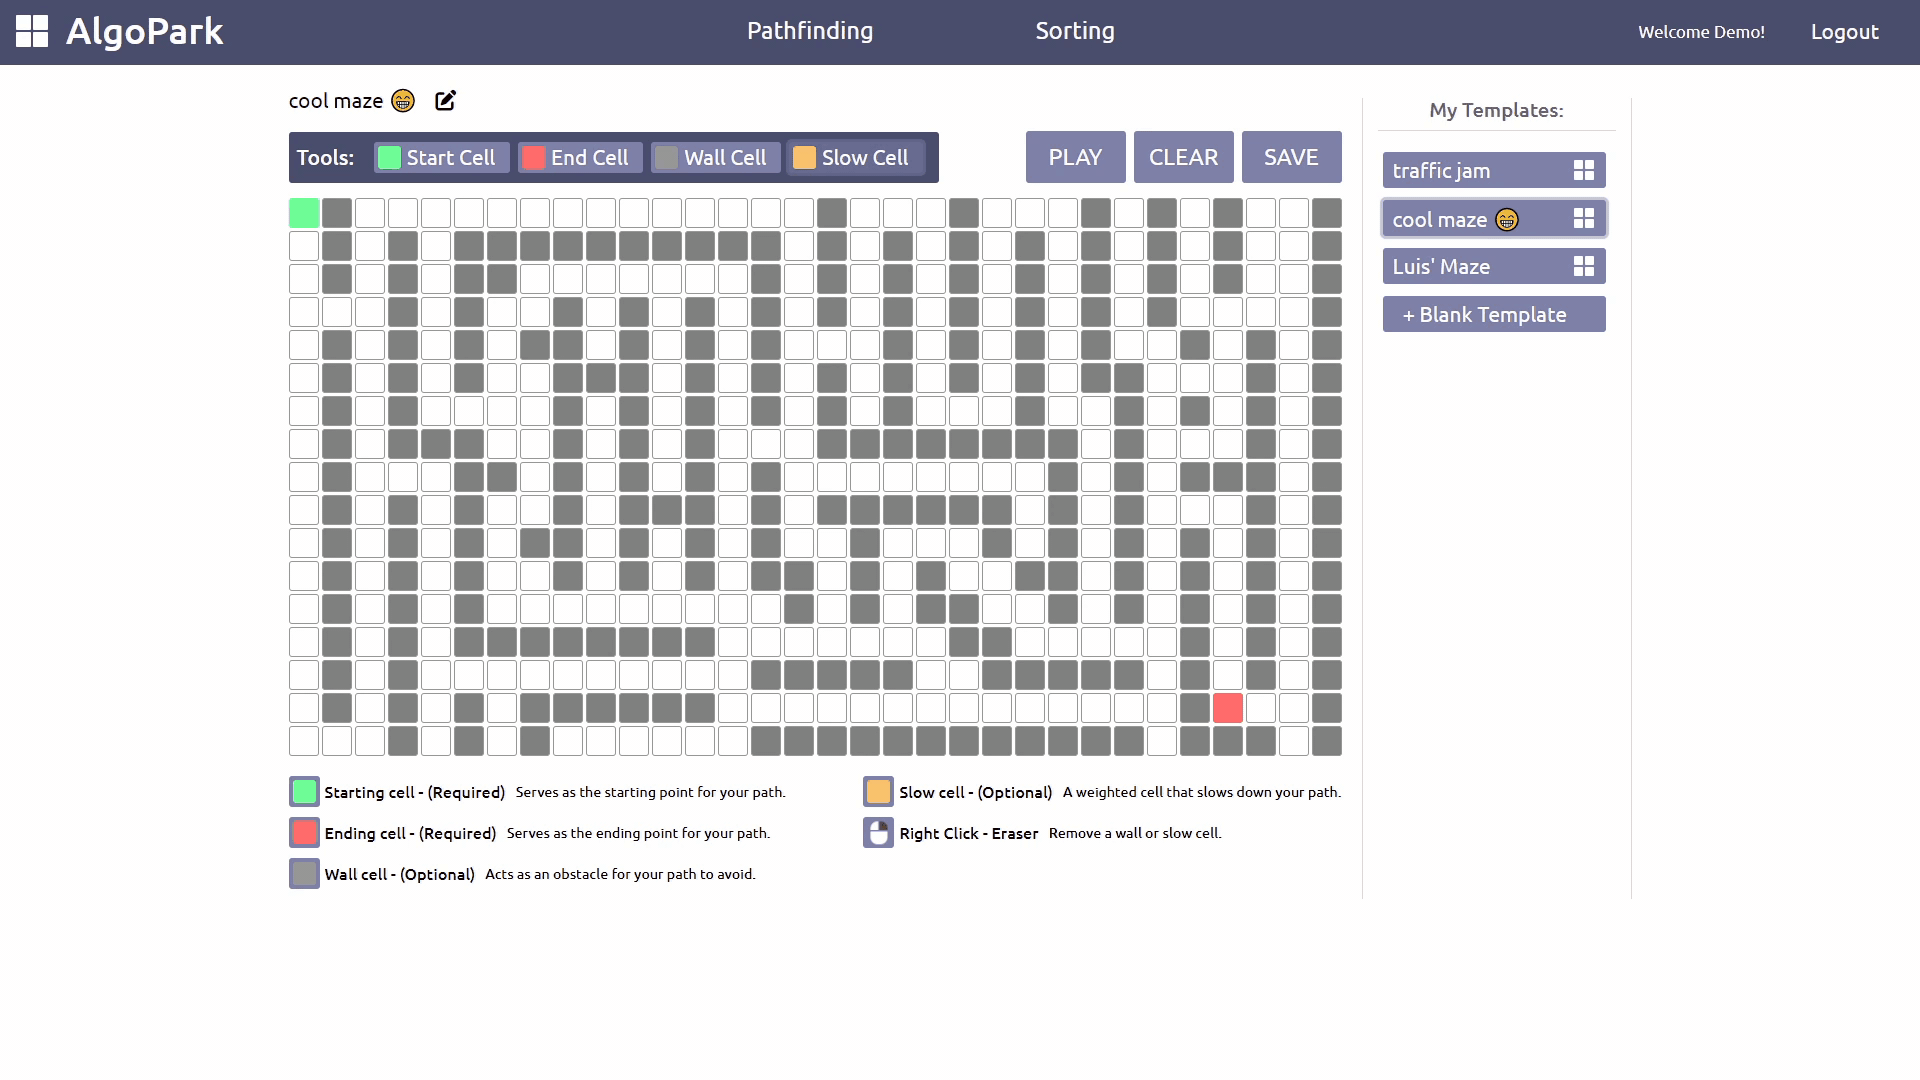 AlgoPark
Pathfinding
Sorting
Welcome Demo!
Logout
cool maze 😁
Tools:
Start Cell
End Cell
Wall Cell
Slow Cell
PLAY
CLEAR
SAVE
My Templates:
traffic jam
cool maze 😁
Luis' Maze
+ Blank Template
Starting cell - (Required) Serves as the starting point for your path.
Ending cell - (Required) Serves as the ending point for your path.
Wall cell - (Optional) Acts as an obstacle for your path to avoid.
Slow cell - (Optional) A weighted cell that slows down your path.
Right Click - Eraser Remove a wall or slow cell.